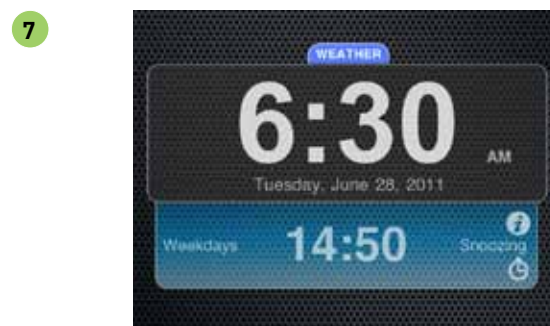 7
WEATHER
6:30 AM
Tuesday, June 28, 2011
Weekdays 14:50 Snoozing